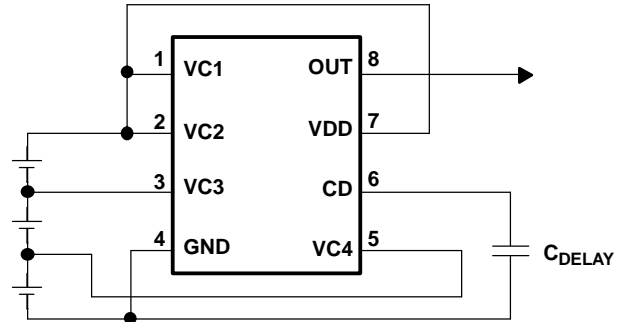 1 VC1 OUT 8
2 VC2 VDD 7
3 VC3 CD 6
4 GND VC4 5
CDELAY